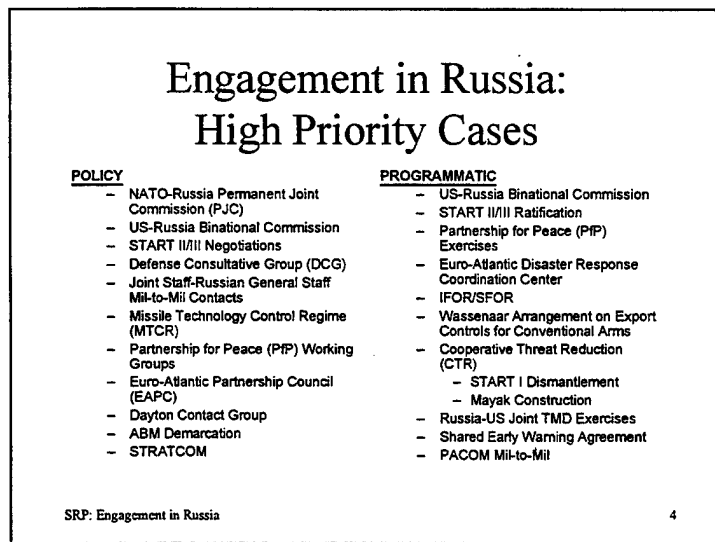 Engagement in Russia:
High Priority Cases
POLICY
– NATO-Russia Permanent Joint
Commission (PJC)
– US-Russia Binational Commission
– START II/III Negotiations
– Defense Consultative Group (DCG)
– Joint Staff-Russian General Staff
Mil-to-Mil Contacts
– Missile Technology Control Regime
(MTCR)
– Partnership for Peace (PfP) Working
Groups
– Euro-Atlantic Partnership Council
(EAPC)
– Dayton Contact Group
– ABM Demarcation
– STRATCOM
PROGRAMMATIC
– US-Russia Binational Commission
– START II/III Ratification
– Partnership for Peace (PfP)
Exercises
– Euro-Atlantic Disaster Response
Coordination Center
– IFOR/SFOR
– Wassenaar Arrangement on Export
Controls for Conventional Arms
– Cooperative Threat Reduction
(CTR)
– START I Dismantlement
– Mayak Construction
– Russia-US Joint TMD Exercises
– Shared Early Warning Agreement
– PACOM Mil-to-Mil
SRP: Engagement in Russia
4